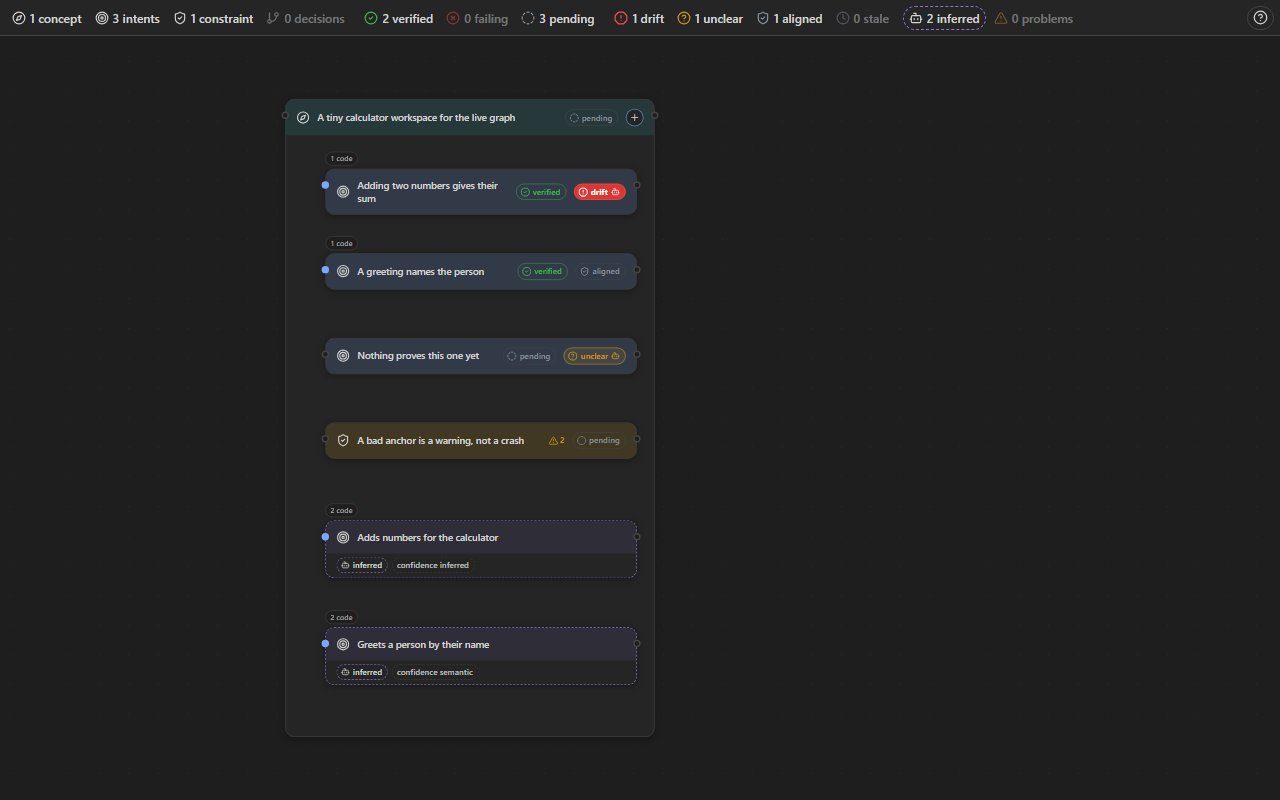 1 concept 3 intents 1 constraint 0 decisions 2 verified 0 failing 3 pending 1 drift 1 unclear 1 aligned 0 stale 2 inferred 0 problems
A tiny calculator workspace for the live graph pending
1 code
Adding two numbers gives their
sum
verified drift
1 code
A greeting names the person verified aligned
Nothing proves this one yet pending unclear
A bad anchor is a warning, not a crash 2 pending
2 code
Adds numbers for the calculator
inferred confidence inferred
2 code
Greets a person by their name
inferred confidence semantic